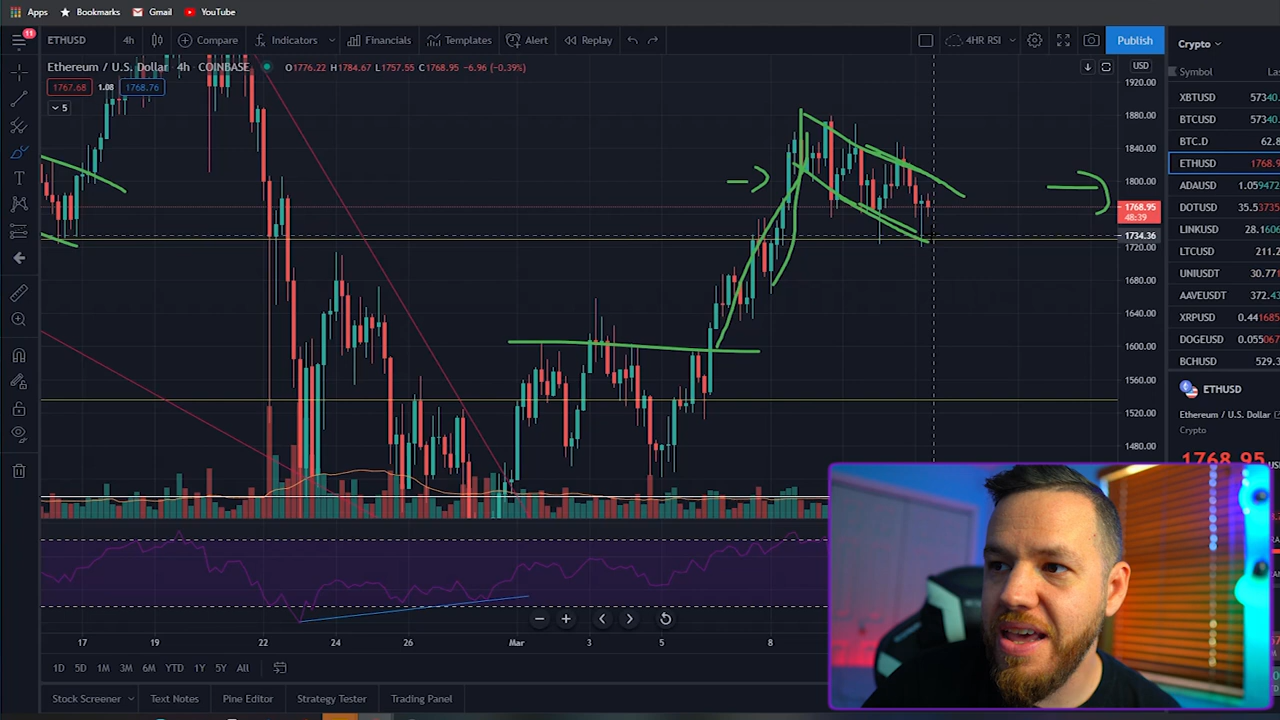 Apps Bookmarks Gmail YouTube
11
ETHUSD 4h Compare Indicators Financials Templates Alert Replay 4HR RSI Publish
Ethereum / U.S. Dollar 4h COINBASE O1776.22 H1784.67 L1757.55 C1768.95 −6.96 (−0.39%)
1767.68 1.08 1768.76
5
USD
1920.00
1880.00
1840.00
1800.00
1768.95
48:39
1734.36
1720.00
1680.00
1640.00
1600.00
1560.00
1520.00
1480.00
Crypto
Symbol
XBTUSD 57340.
BTCUSD 57340.
BTC.D 62.8
ETHUSD 1768.9
ADAUSD 1.05947
DOTUSD 35.5
LINKUSD 28.1
LTCUSD 211.2
UNIUSDT 30.77
AAVEUSDT 372.4
XRPUSD 0.44
DOGEUSD 0.055
BCHUSD 529.3
ETHUSD
Ethereum / U.S. Dollar
Crypto
1768.95
17 19 22 24 26 Mar 3 5 8
1D 5D 1M 3M 6M YTD 1Y 5Y All
Stock Screener Text Notes Pine Editor Strategy Tester Trading Panel